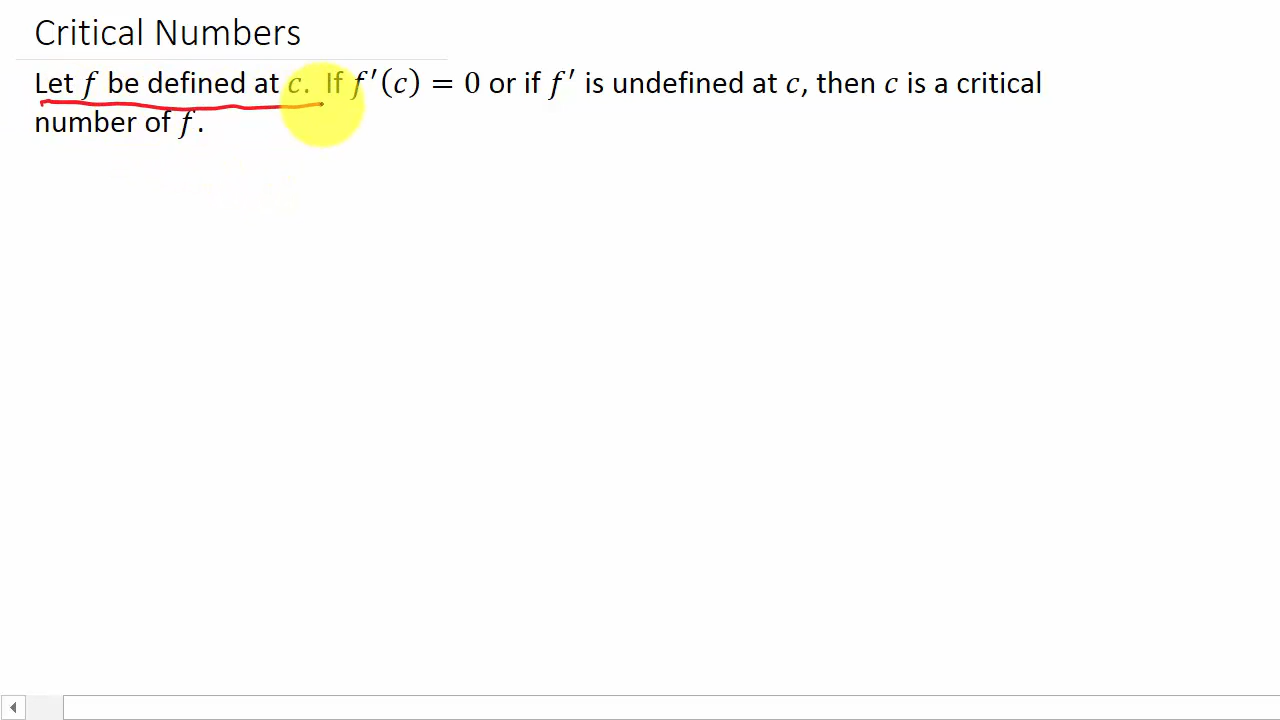 Critical Numbers
Let f be defined at c. If f′(c) = 0 or if f′ is undefined at c, then c is a critical
number of f.